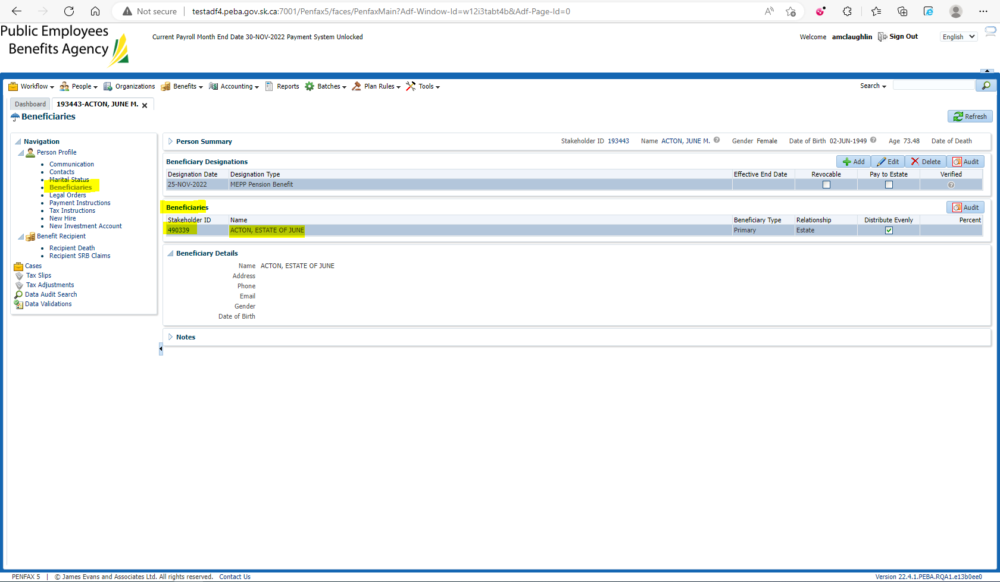 Not secure | testadf4.peba.gov.sk.ca:7001/Penfax5/faces/PenfaxMain?Adf-Window-Id=w12i3tabt4b&Adf-Page-Id=0
Public Employees
Benefits Agency
Current Payroll Month End Date 30-NOV-2022 Payment System Unlocked
Welcome amclaughlin Sign Out English
Workflow People Organizations Benefits Accounting Reports Batches Plan Rules Tools Search
Dashboard 193443-ACTON, JUNE M.
Beneficiaries
Refresh
Navigation
Person Profile
Communication
Contacts
Marital Status
Beneficiaries
Legal Orders
Payment Instructions
Tax Instructions
New Hire
New Investment Account
Benefit Recipient
Recipient Death
Recipient SRB Claims
Cases
Tax Slips
Tax Adjustments
Data Audit Search
Data Validations
Person Summary Stakeholder ID 193443 Name ACTON, JUNE M. Gender Female Date of Birth 02-JUN-1949 Age 73.48 Date of Death
Beneficiary Designations Add Edit Delete Audit
Designation Date Designation Type Effective End Date Revocable Pay to Estate Verified
25-NOV-2022 MEPP Pension Benefit
Beneficiaries Audit
Stakeholder ID Name Beneficiary Type Relationship Distribute Evenly Percent
490339 ACTON, ESTATE OF JUNE Primary Estate
Beneficiary Details
Name ACTON, ESTATE OF JUNE
Address
Phone
Email
Gender
Date of Birth
Notes
PENFAX 5 | © James Evans and Associates Ltd. All rights reserved. Contact Us
Version 22.4.1.PEBA.RQA1.e13b0ee0